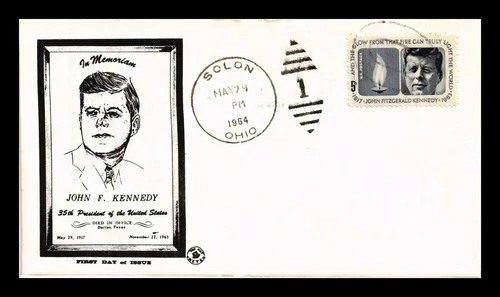 In Memoriam
JOHN F. KENNEDY
35th President of the United States
DIED IN OFFICE
Dallas, Texas
May 29, 1917 November 22, 1963
FIRST DAY of ISSUE
SOLON
MAY 29
PM
1964
OHIO
1
AND THE GLOW FROM THAT FIRE CAN TRULY LIGHT THE WORLD
5¢
1917 · JOHN FITZGERALD KENNEDY · 1963